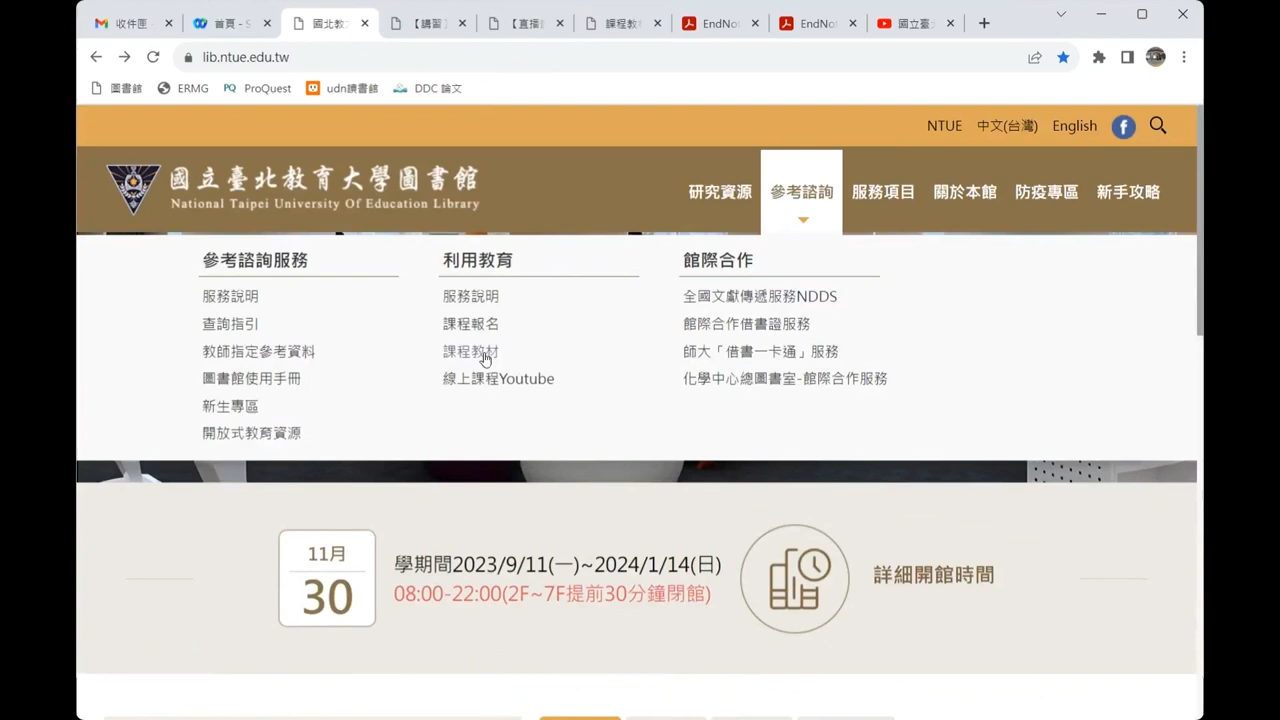 收件匣
首頁 - S
國北教
【講習
【直播
課程教
EndNo
EndNo
國立臺
lib.ntue.edu.tw
圖書館
ERMG
ProQuest
udn讀書館
DDC 論文
NTUE 中文(台灣) English
國立臺北教育大學圖書館
National Taipei University Of Education Library
研究資源 參考諮詢 服務項目 關於本館 防疫專區 新手攻略
參考諮詢服務
服務說明
查詢指引
教師指定參考資料
圖書館使用手冊
新生專區
開放式教育資源
利用教育
服務說明
課程報名
課程教材
線上課程Youtube
館際合作
全國文獻傳遞服務NDDS
館際合作借書證服務
師大「借書一卡通」服務
化學中心總圖書室-館際合作服務
11月
30
學期間2023/9/11(一)~2024/1/14(日)
08:00-22:00(2F~7F提前30分鐘閉館)
詳細開館時間